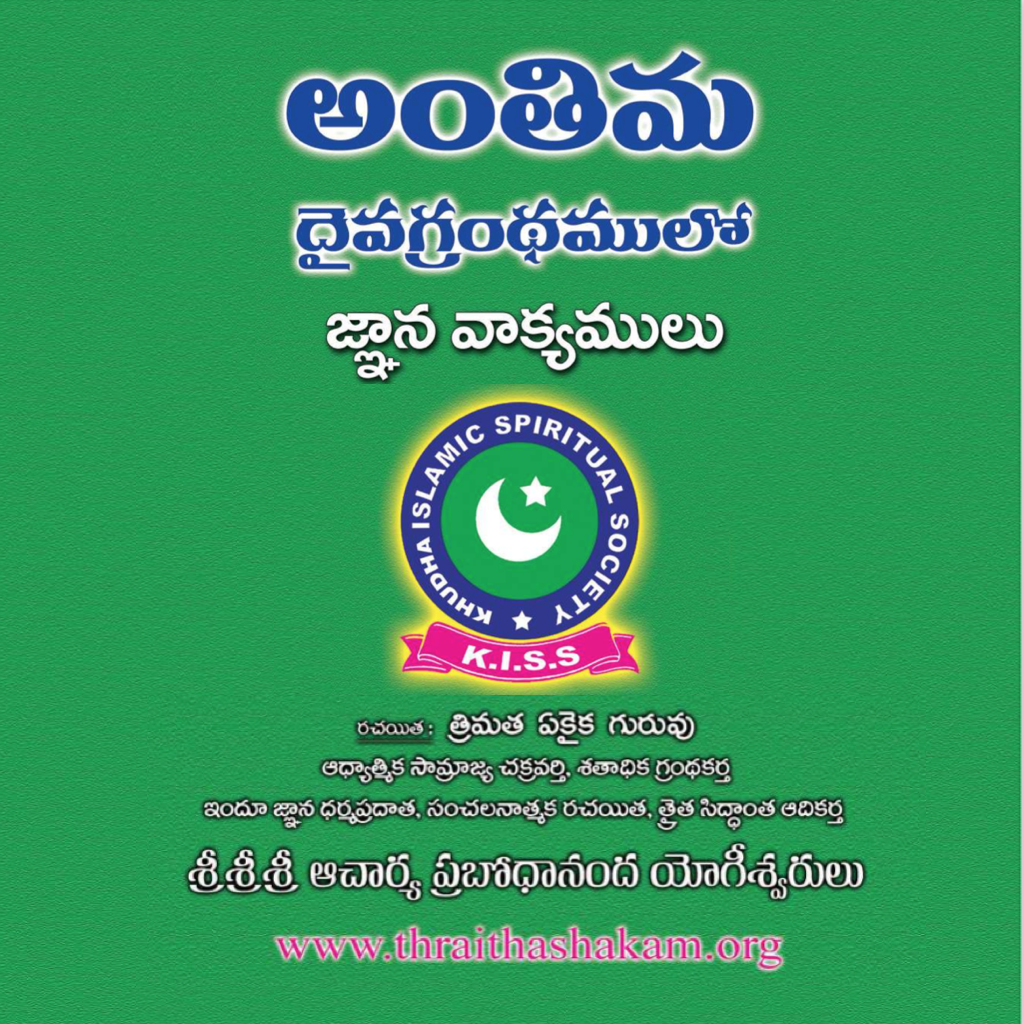 అంతిమ
దైవగ్రంథములో
జ్ఞాన వాక్యములు
KHUDHA ISLAMIC SPIRITUAL SOCIETY
K.I.S.S
రచయిత : త్రిమత ఏకైక గురువు
ఆధ్యాత్మిక సామ్రాజ్య చక్రవర్తి, శతాధిక గ్రంథకర్త
ఇందూ జ్ఞాన ధర్మప్రదాత, సంచలనాత్మక రచయిత, త్రైత సిద్ధాంత ఆదికర్త
శ్రీశ్రీశ్రీ ఆచార్య ప్రబోధానంద యోగీశ్వరులు
www.thraithashakam.org